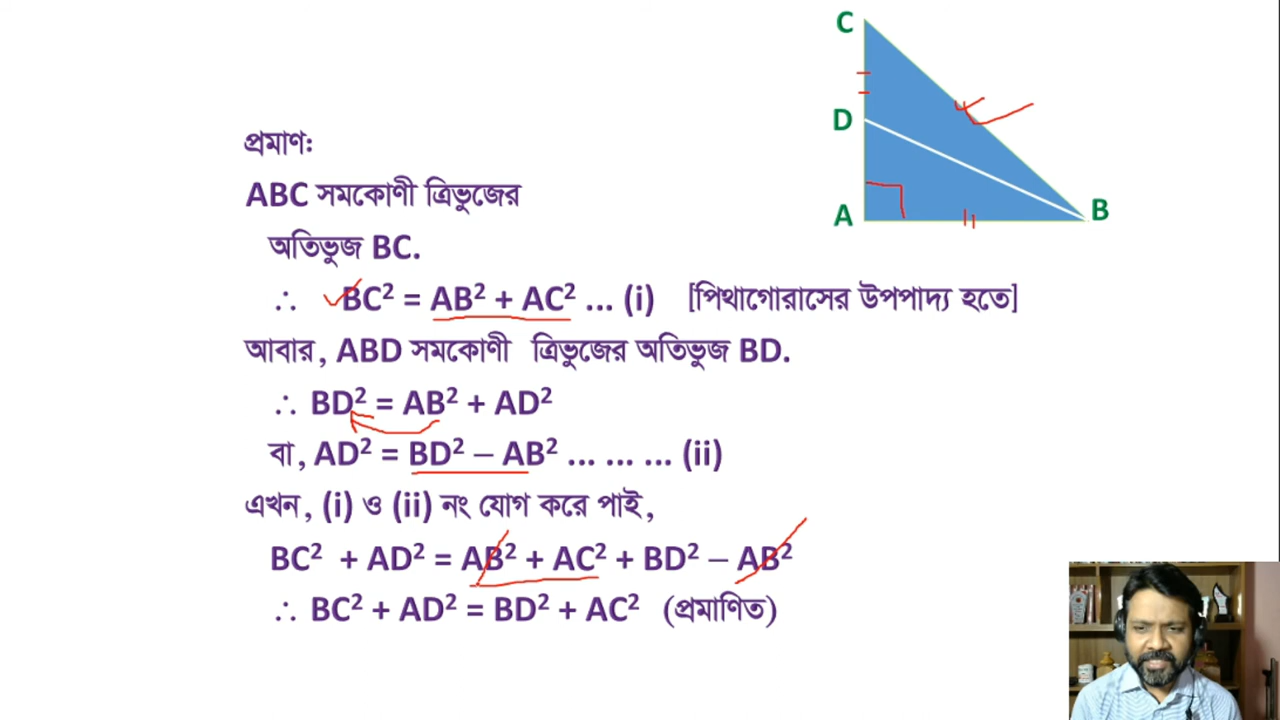 C
D
A
B
প্রমাণঃ
ABC সমকোণী ত্রিভুজের
অতিভুজ BC.
∴ BC² = AB² + AC² ... (i) [পিথাগোরাসের উপপাদ্য হতে]
আবার, ABD সমকোণী ত্রিভুজের অতিভুজ BD.
∴ BD² = AB² + AD²
বা, AD² = BD² – AB² ... ... ... (ii)
এখন, (i) ও (ii) নং যোগ করে পাই,
BC² + AD² = AB² + AC² + BD² – AB²
∴ BC² + AD² = BD² + AC² (প্রমাণিত)